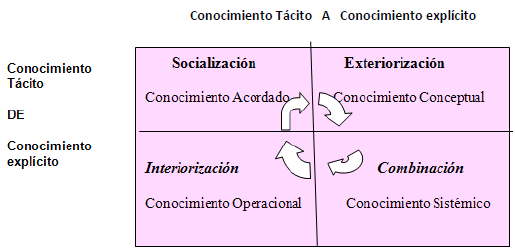 Conocimiento Tácito A Conocimiento explícito
Conocimiento
Tácito
DE
Conocimiento
explícito
Socialización
Conocimiento Acordado
Exteriorización
Conocimiento Conceptual
Interiorización
Conocimiento Operacional
Combinación
Conocimiento Sistémico